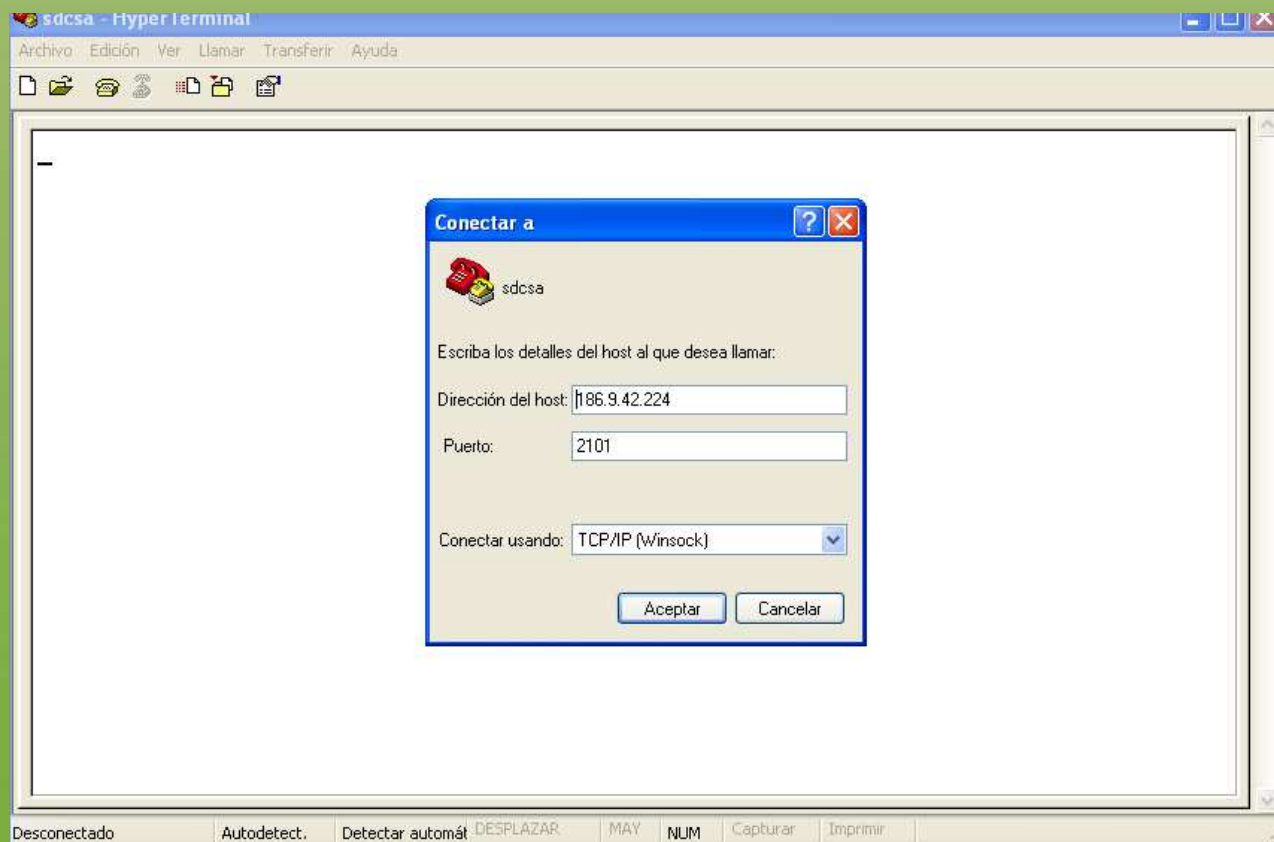 sdcsa - HyperTerminal
Archivo Edición Ver Llamar Transferir Ayuda
Conectar a
sdcsa
Escriba los detalles del host al que desea llamar:
Dirección del host: 186.9.42.224
Puerto: 2101
Conectar usando: TCP/IP (Winsock)
Aceptar Cancelar
Desconectado Autodetect. Detectar automát DESPLAZAR MAY NUM Capturar Imprimir